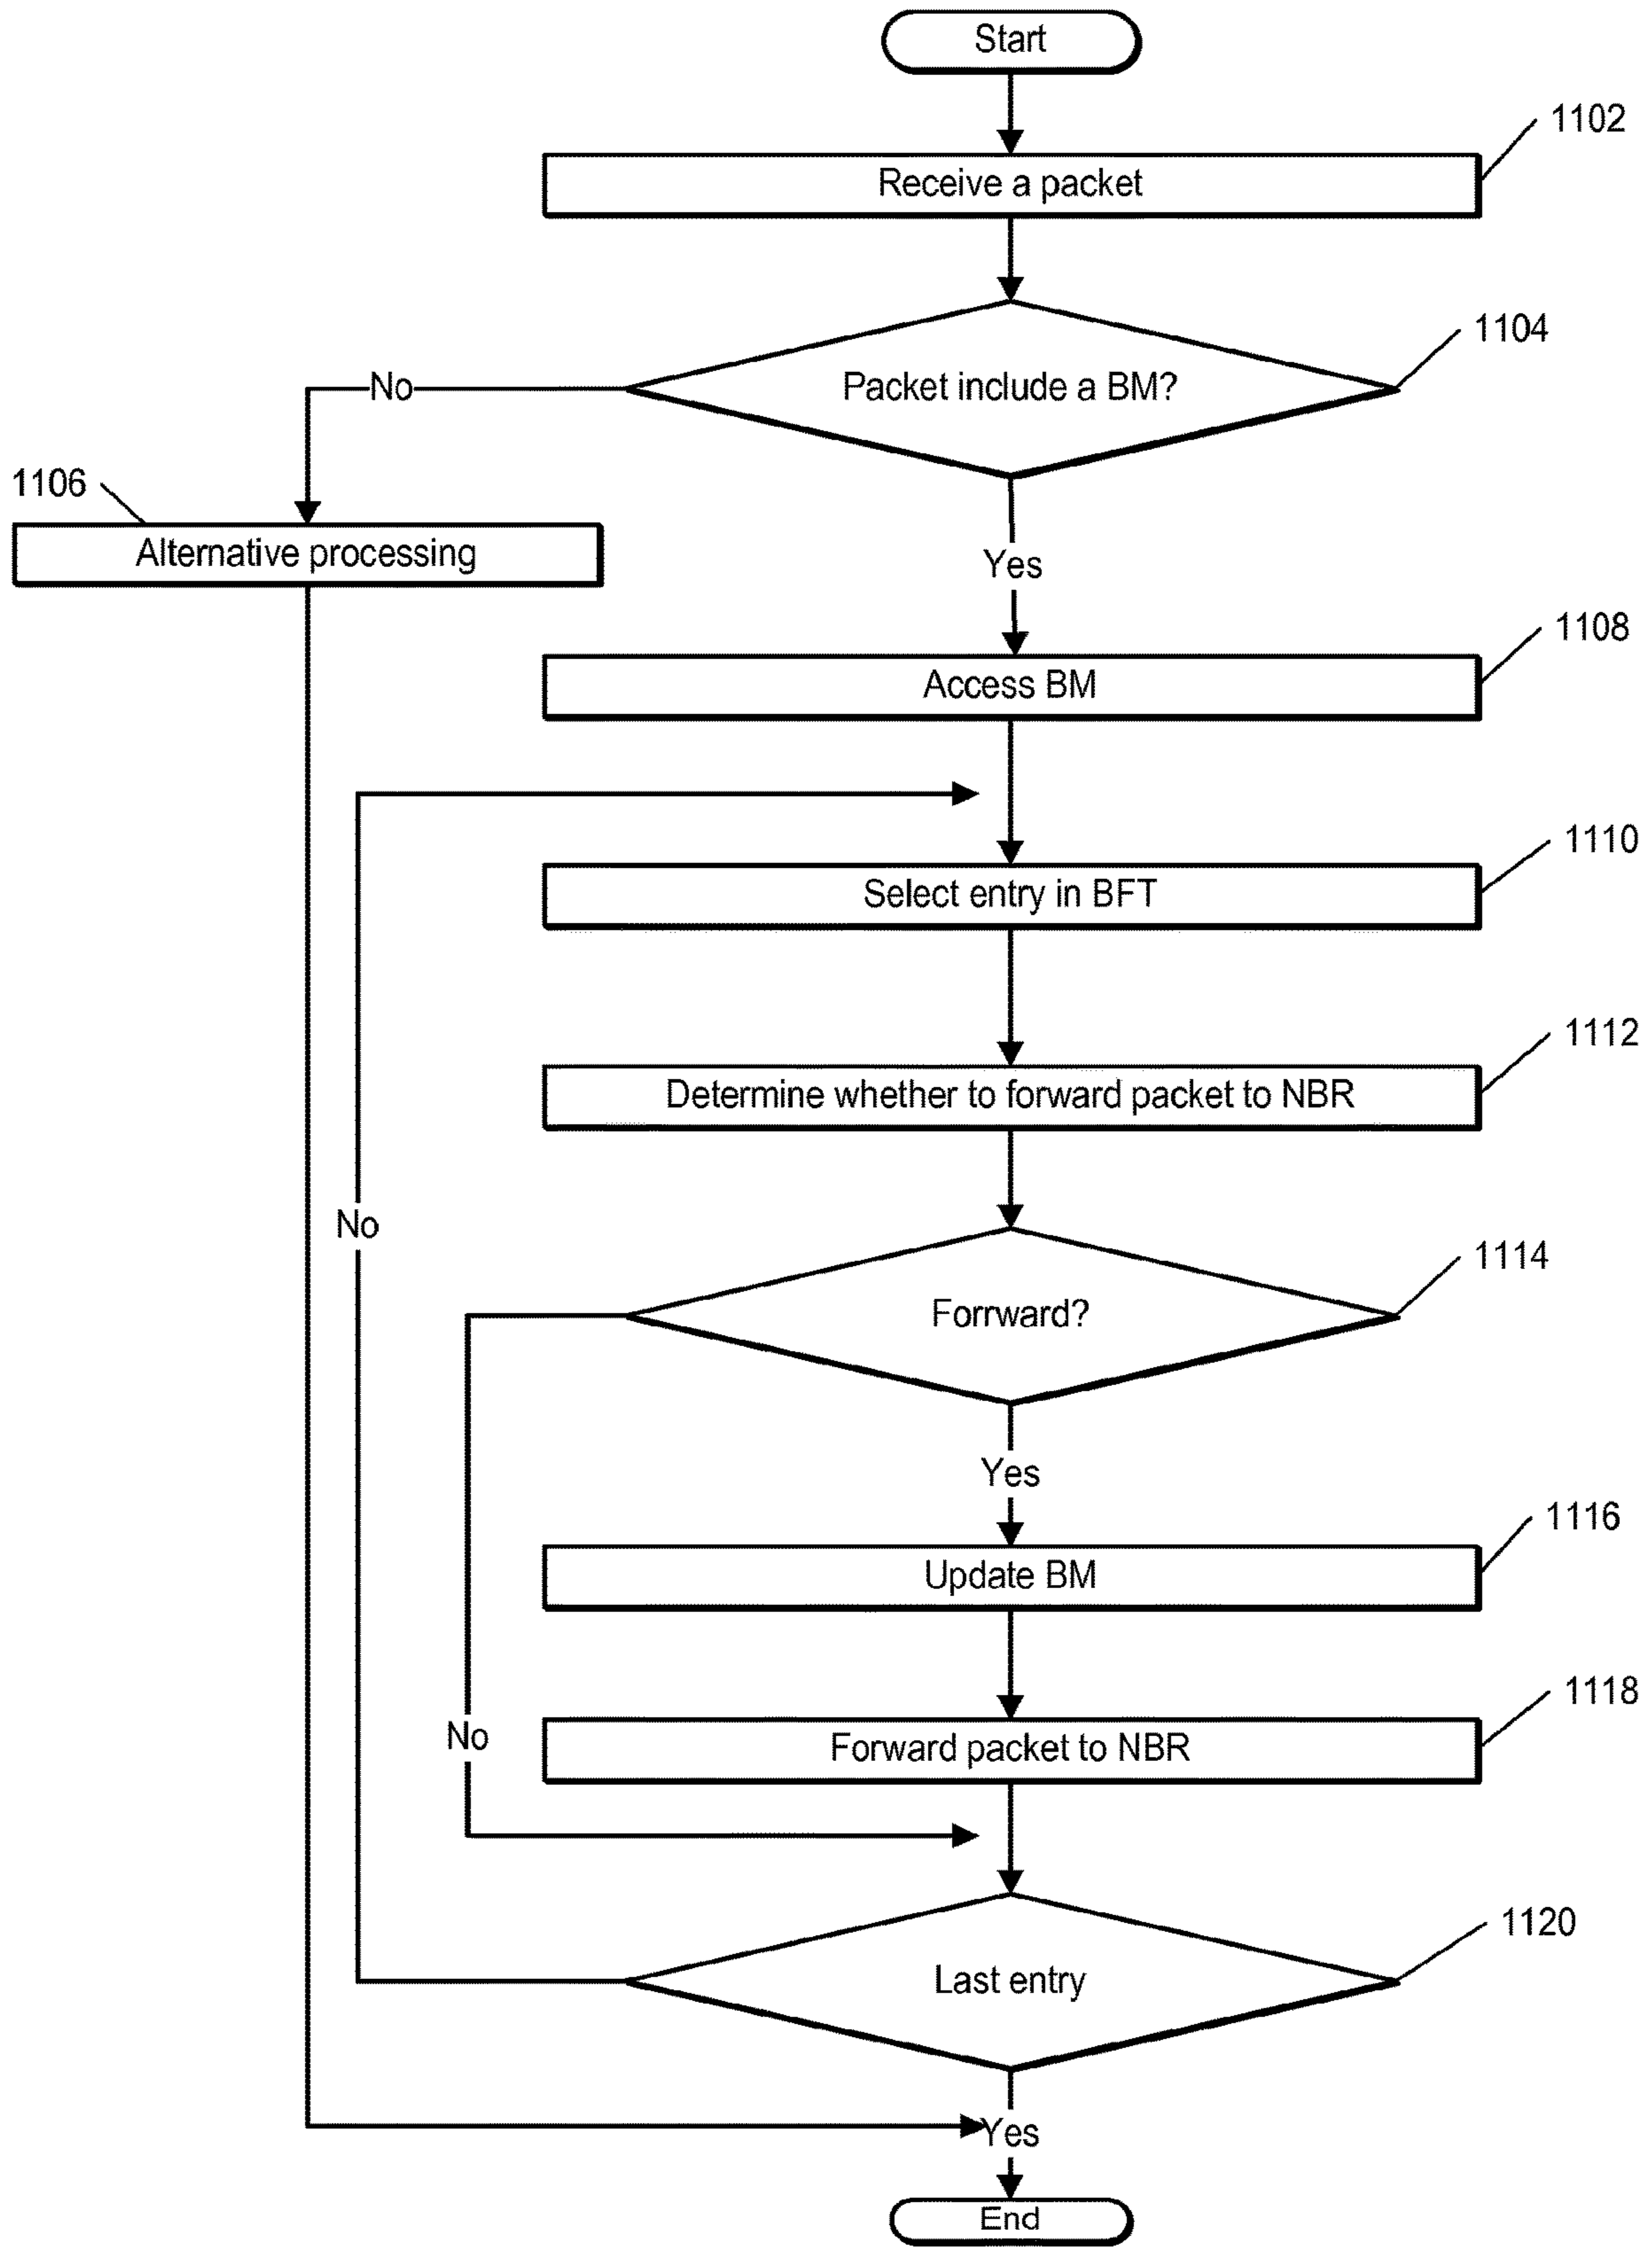 Start
1102
Receive a packet
1104
Packet include a BM?
No
1106
Alternative processing
Yes
1108
Access BM
1110
Select entry in BFT
1112
Determine whether to forward packet to NBR
No
1114
Forrward?
Yes
1116
Update BM
1118
Forward packet to NBR
No
1120
Last entry
Yes
End